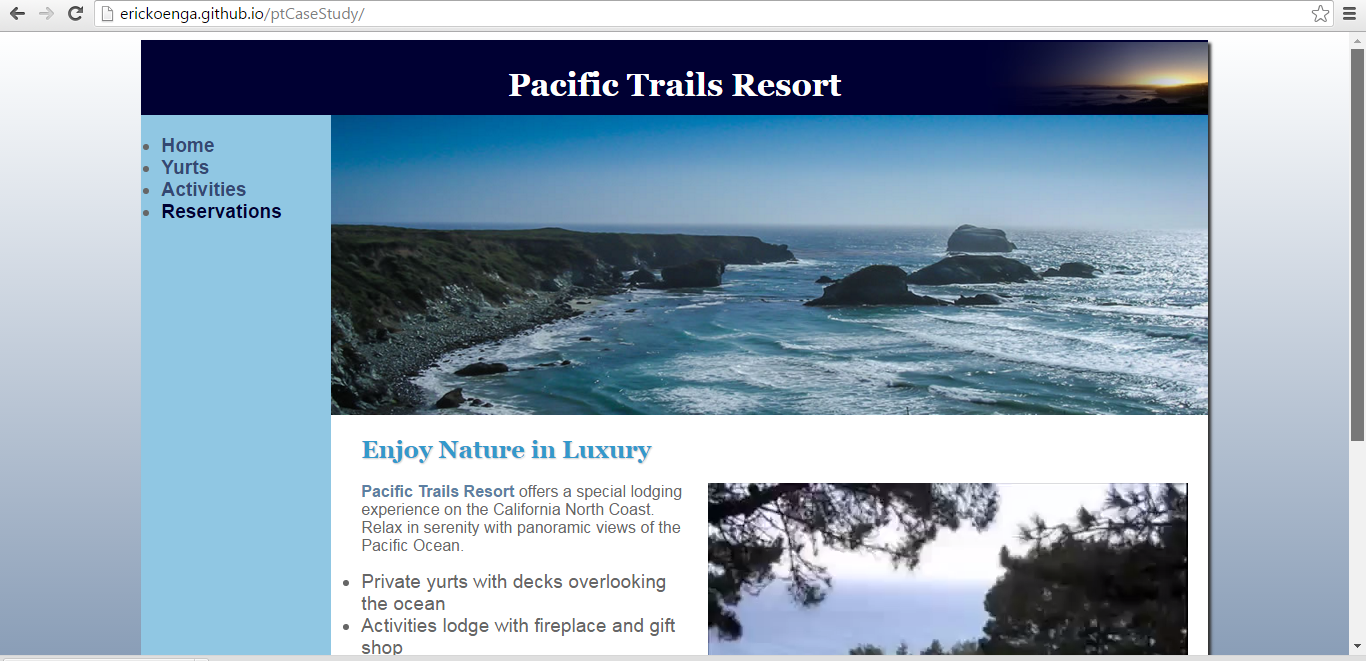 erickoenga.github.io/ptCaseStudy/
Pacific Trails Resort
Home
Yurts
Activities
Reservations
Enjoy Nature in Luxury
Pacific Trails Resort offers a special lodging
experience on the California North Coast.
Relax in serenity with panoramic views of the
Pacific Ocean.
Private yurts with decks overlooking
the ocean
Activities lodge with fireplace and gift
shop